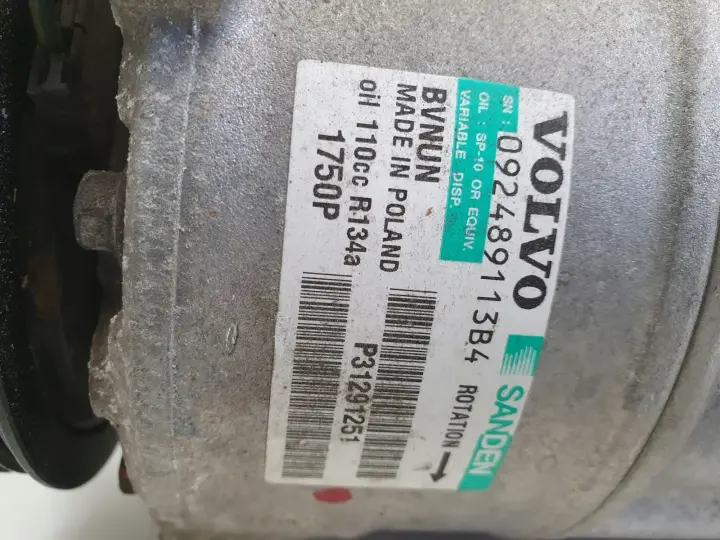 VOLVO
SANDEN
SN: 092489113B4
OIL : SP-10 OR EQUIV.
VARIABLE DISP.
ROTATION →
BVNUN
MADE IN POLAND
oil 110cc R134a
1750P
P31291251